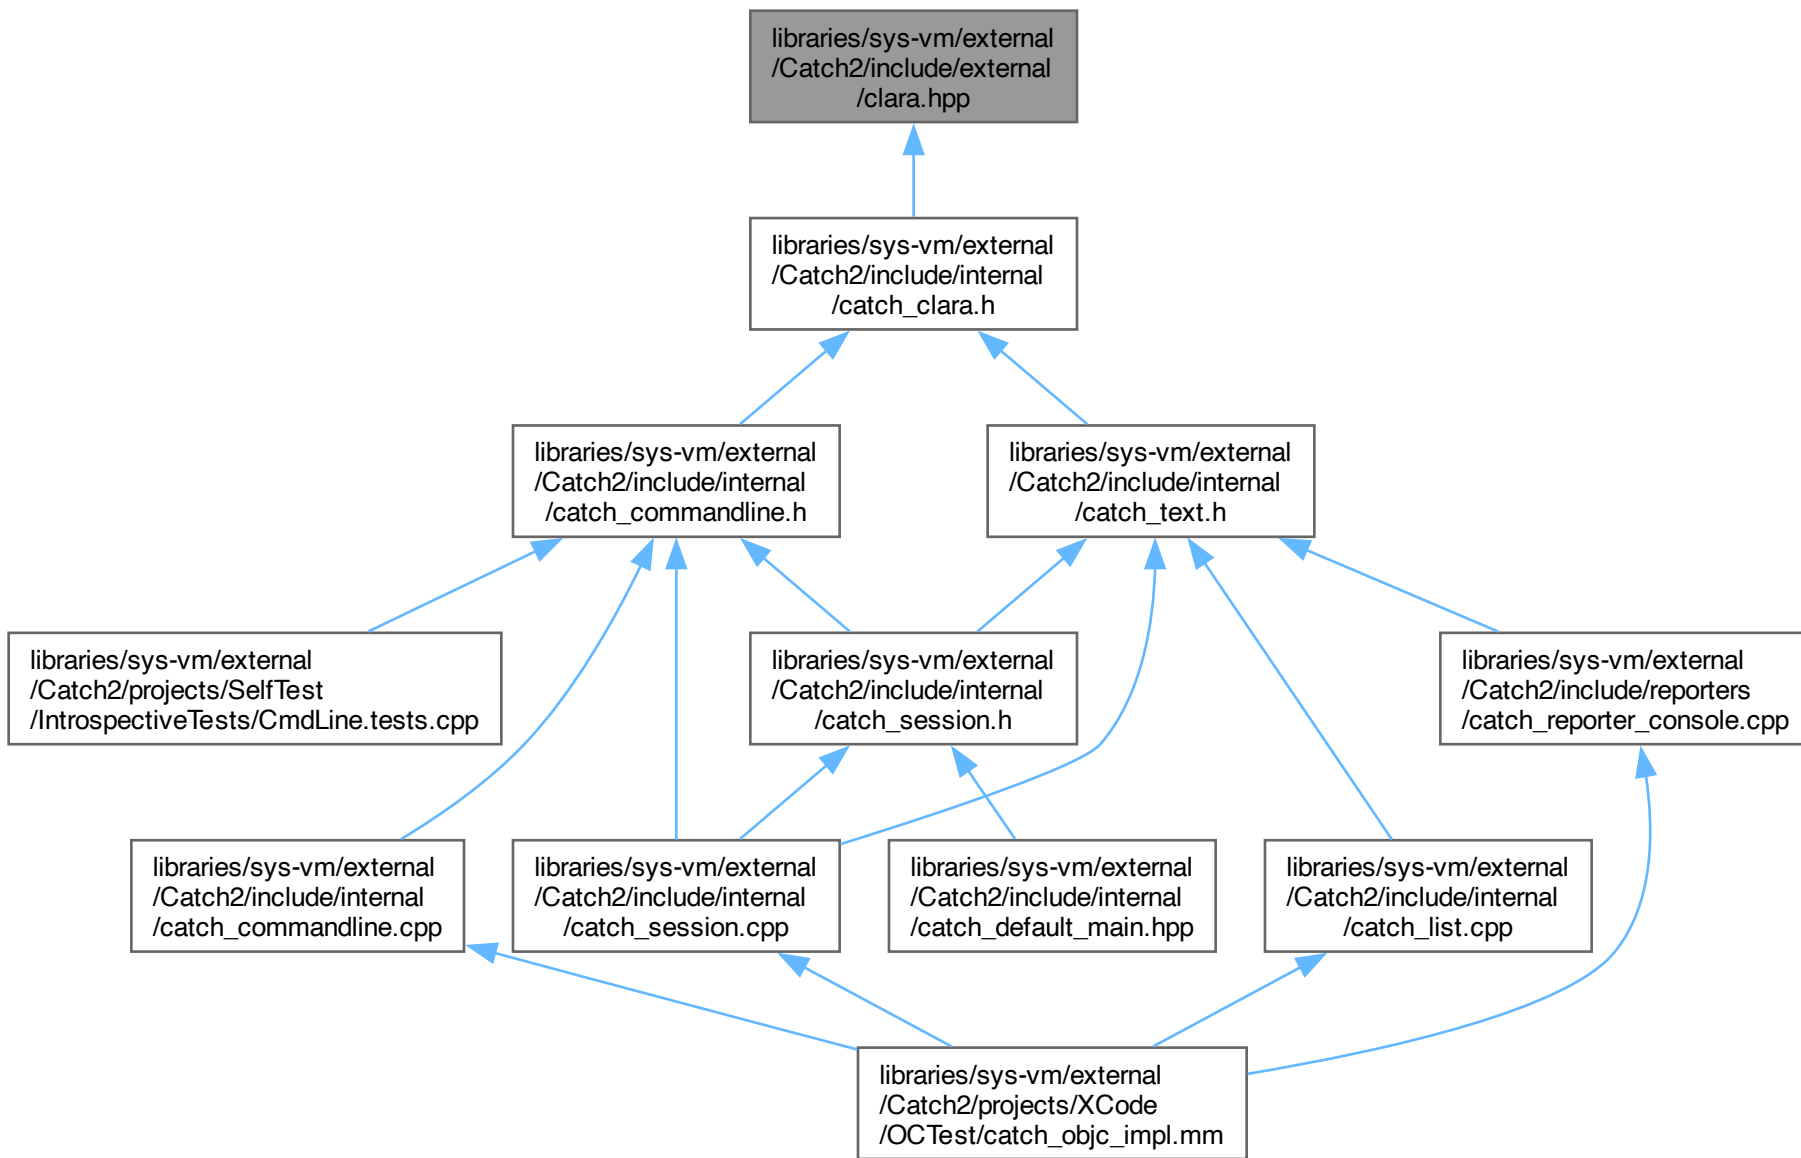 libraries/sys-vm/external
/Catch2/include/external
/clara.hpp
libraries/sys-vm/external
/Catch2/include/internal
/catch_clara.h
libraries/sys-vm/external
/Catch2/include/internal
/catch_commandline.h
libraries/sys-vm/external
/Catch2/include/internal
/catch_text.h
libraries/sys-vm/external
/Catch2/projects/SelfTest
/IntrospectiveTests/CmdLine.tests.cpp
libraries/sys-vm/external
/Catch2/include/internal
/catch_session.h
libraries/sys-vm/external
/Catch2/include/reporters
/catch_reporter_console.cpp
libraries/sys-vm/external
/Catch2/include/internal
/catch_commandline.cpp
libraries/sys-vm/external
/Catch2/include/internal
/catch_session.cpp
libraries/sys-vm/external
/Catch2/include/internal
/catch_default_main.hpp
libraries/sys-vm/external
/Catch2/include/internal
/catch_list.cpp
libraries/sys-vm/external
/Catch2/projects/XCode
/OCTest/catch_objc_impl.mm